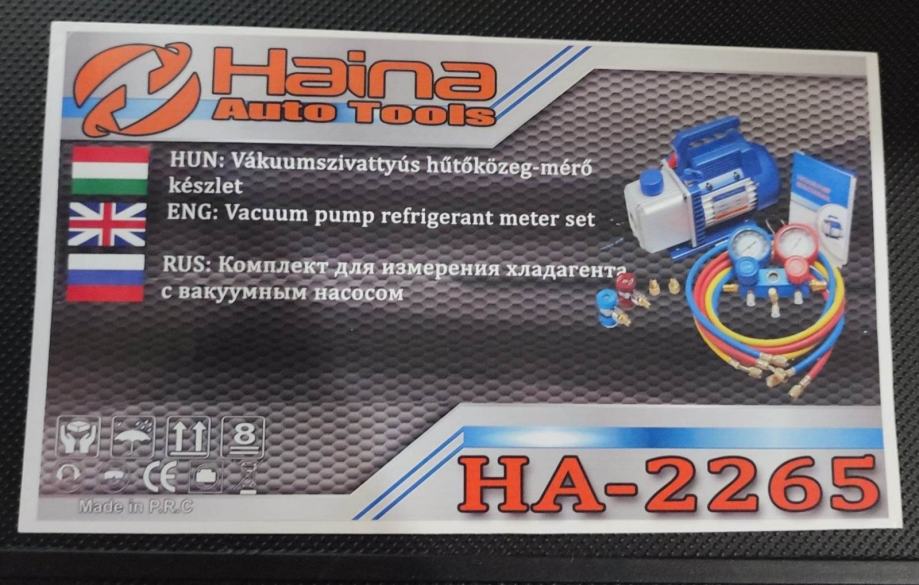 Haina
Auto Tools
HUN: Vákuumszivattyús hűtőközeg-mérő
készlet
ENG: Vacuum pump refrigerant meter set
RUS: Комплект для измерения хладагента
с вакуумным насосом
8
CE
Made in P.R.C
HA-2265